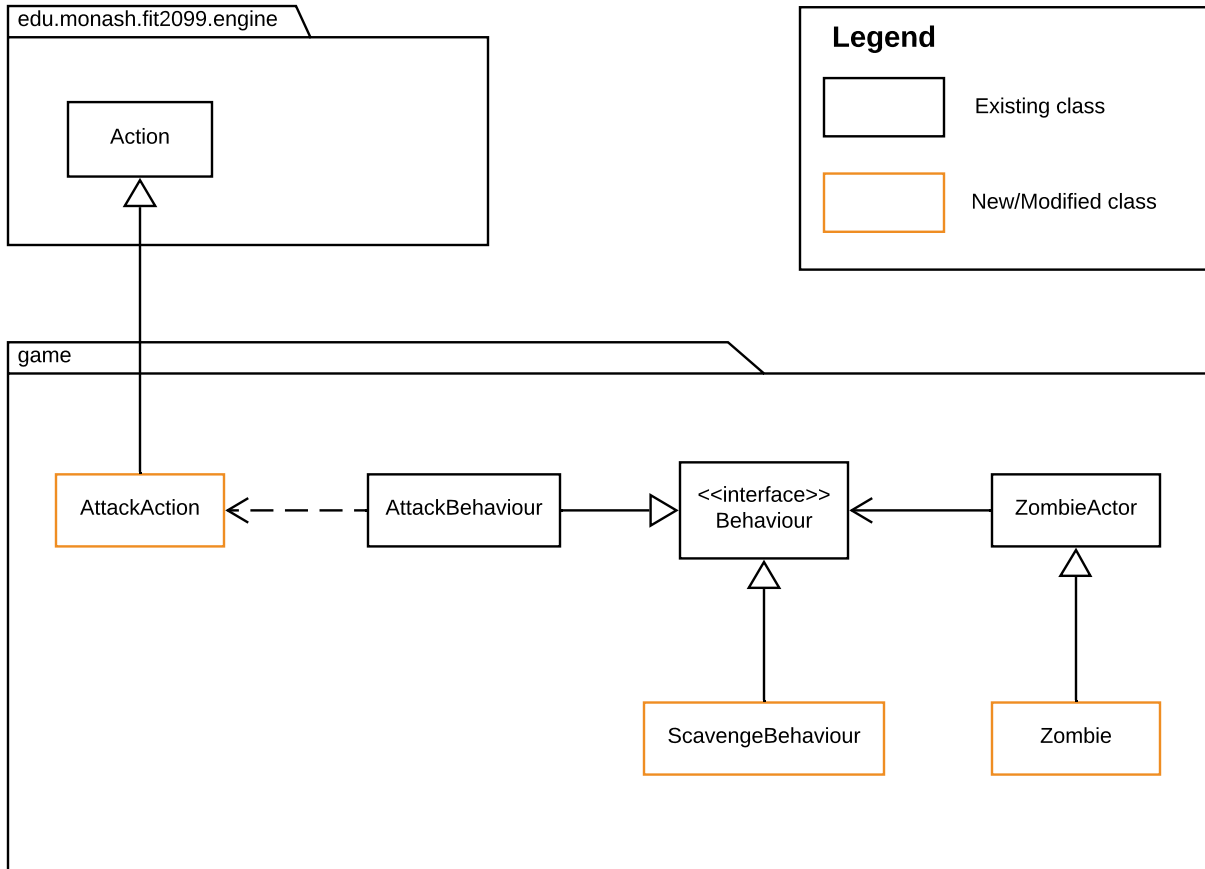 edu.monash.fit2099.engine
Legend
Action
Existing class
New/Modified class
game
AttackAction
AttackBehaviour
<<interface>>
Behaviour
ZombieActor
ScavengeBehaviour
Zombie